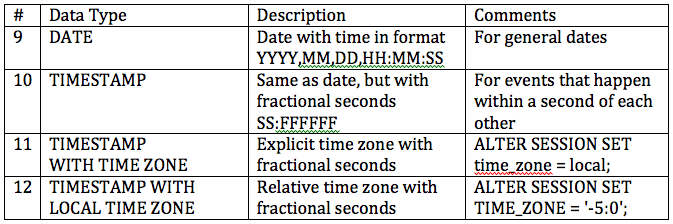 # Data Type Description Comments
9 DATE Date with time in format For general dates
YYYY,MM,DD,HH:MM:SS
10 TIMESTAMP Same as date, but with For events that happen
fractional seconds within a second of each
SS:FFFFFF other
11 TIMESTAMP Explicit time zone with ALTER SESSION SET
WITH TIME ZONE fractional seconds time_zone = local;
12 TIMESTAMP WITH Relative time zone with ALTER SESSION SET
LOCAL TIME ZONE fractional seconds TIME_ZONE = '-5:0';